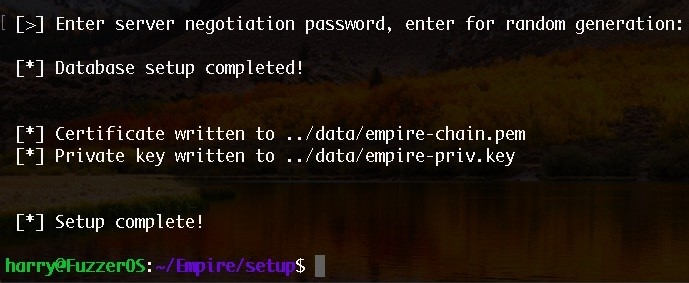 [>] Enter server negotiation password, enter for random generation:
[*] Database setup completed!
[*] Certificate written to ../data/empire-chain.pem
[*] Private key written to ../data/empire-priv.key
[*] Setup complete!
harry@FuzzerOS:~/Empire/setup$